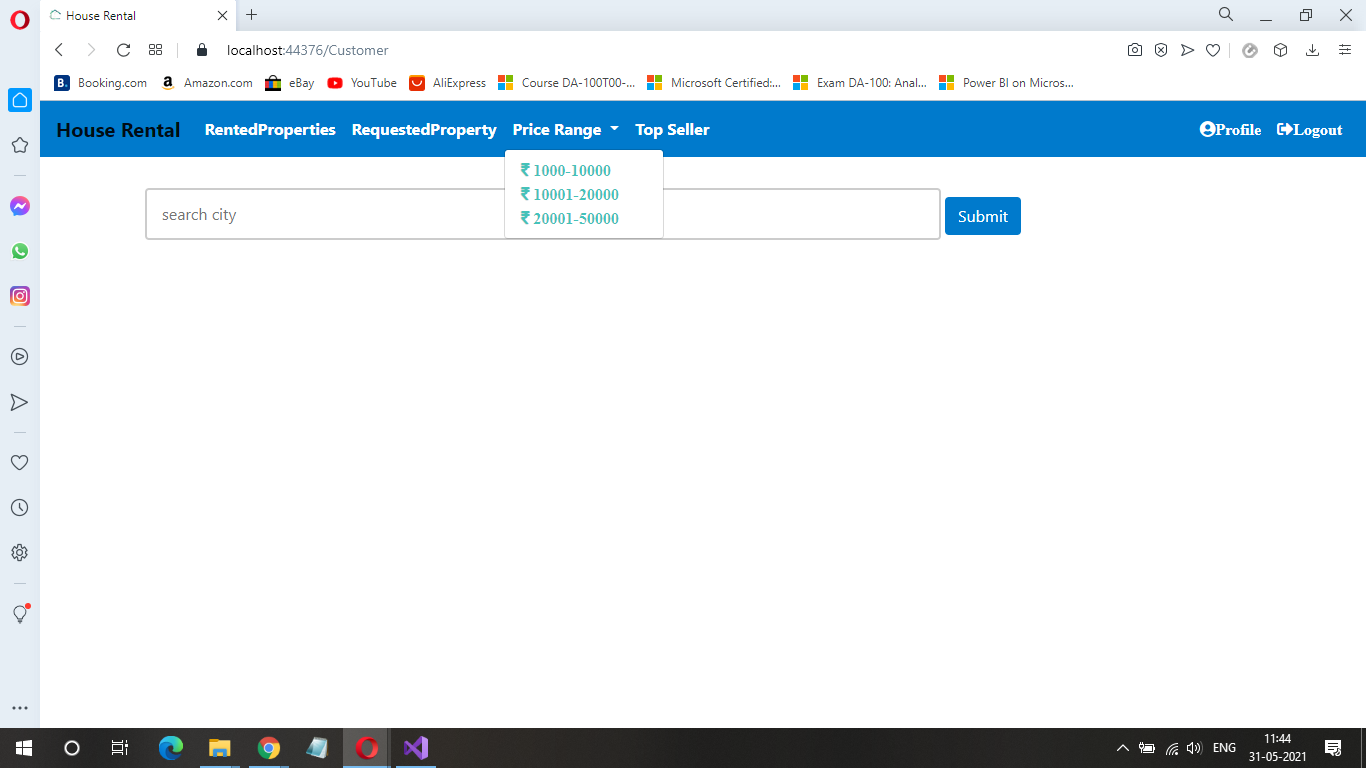 House Rental
localhost:44376/Customer
B. Booking.com Amazon.com eBay YouTube AliExpress Course DA-100T00-... Microsoft Certified:... Exam DA-100: Anal... Power BI on Micros...
House Rental RentedProperties RequestedProperty Price Range Top Seller Profile Logout
₹ 1000-10000
₹ 10001-20000
₹ 20001-50000
search city Submit
ENG 11:44
31-05-2021